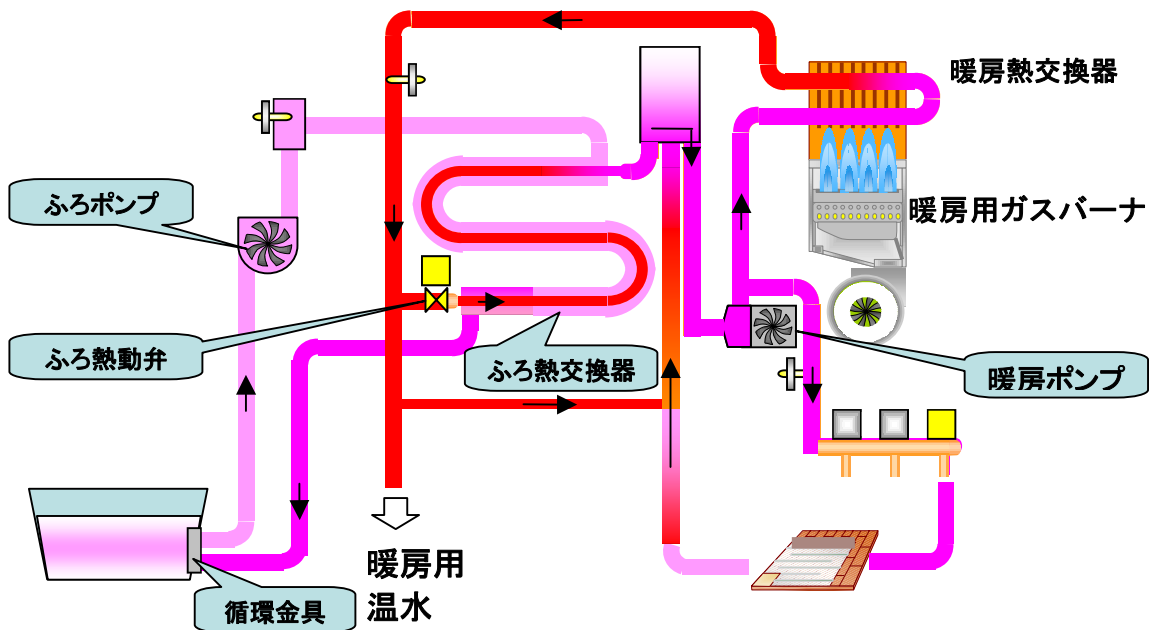 暖房熱交換器
ふろポンプ
暖房用ガスバーナ
ふろ熱動弁
ふろ熱交換器
暖房ポンプ
暖房用
温水
循環金具